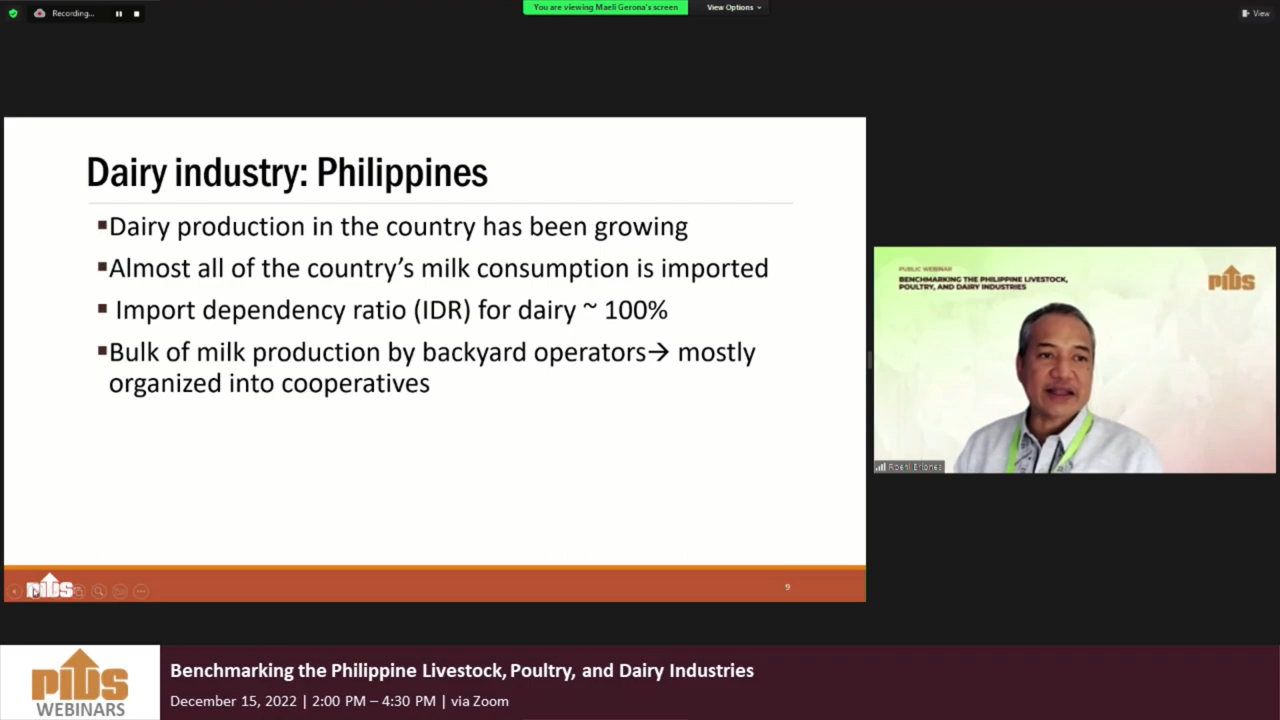 Recording...
You are viewing Maeli Gerona's screen
View Options
View
Dairy industry: Philippines
▪Dairy production in the country has been growing
▪Almost all of the country's milk consumption is imported
▪ Import dependency ratio (IDR) for dairy ~ 100%
▪Bulk of milk production by backyard operators→ mostly
organized into cooperatives
PUBLIC WEBINAR
BENCHMARKING THE PHILIPPINE LIVESTOCK,
POULTRY, AND DAIRY INDUSTRIES
pids
Roehl Briones
pids
9
pids
WEBINARS
Benchmarking the Philippine Livestock, Poultry, and Dairy Industries
December 15, 2022 | 2:00 PM – 4:30 PM | via Zoom